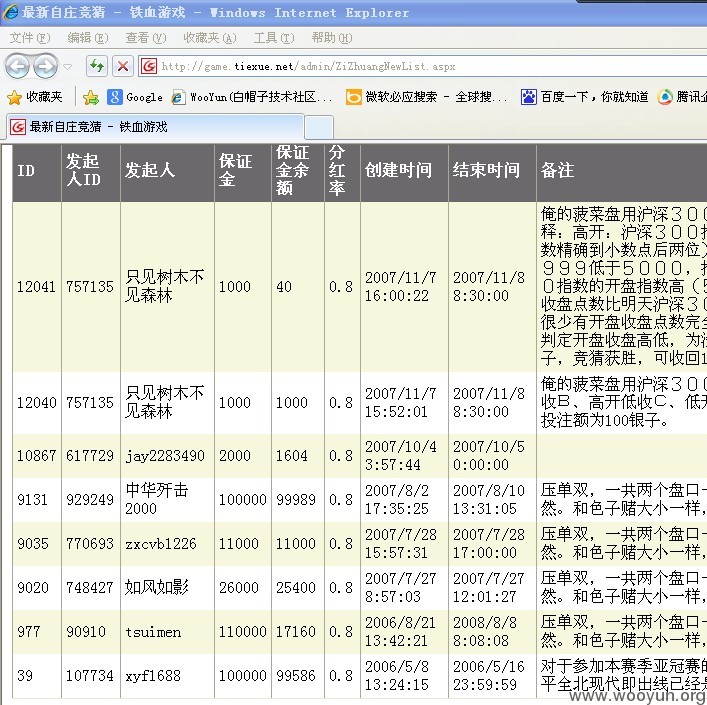 最新自庄竞猜 - 铁血游戏 - Windows Internet Explorer
文件(F) 编辑(E) 查看(V) 收藏夹(A) 工具(T) 帮助(H)
http://game.tiexue.net/admin/ZiZhuangNewList.aspx
收藏夹 Google WooYun(白帽子技术社区... 微软必应搜索 - 全球搜... 百度一下，你就知道 腾讯企
最新自庄竞猜 - 铁血游戏
ID 发起人ID 发起人 保证金 保证金余额 分红率 创建时间 结束时间 备注
12041 757135 只见树木不见森林 1000 40 0.8 2007/11/7 16:00:22 2007/11/8 8:30:00
俺的菠菜盘用沪深３００
释：高开：沪深３００指
数精确到小数点后两位）
９９９低于５０００，指
０指数的开盘指数高（５
收盘点数比明天沪深３０
很少有开盘收盘点数完全
判定开盘收盘高低，为没
子，竞猜获胜，可收回1
12040 757135 只见树木不见森林 1000 1000 0.8 2007/11/7 15:52:01 2007/11/8 8:30:00
俺的菠菜盘用沪深３００
收Ｂ、高开低收Ｃ、低开
投注额为100银子。
10867 617729 jay2283490 2000 1604 0.8 2007/10/4 3:57:44 2007/10/5 0:00:00
9131 929249 中华歼击2000 100000 99989 0.8 2007/8/2 17:35:25 2007/8/10 13:31:05
压单双，一共两个盘口一
然。和色子赌大小一样，
9035 770693 zxcvb1226 11000 11000 0.8 2007/7/28 15:57:31 2007/7/28 17:00:00
压单双，一共两个盘口一
然。和色子赌大小一样，
9020 748427 如风如影 26000 25400 0.8 2007/7/27 8:57:03 2007/7/27 12:01:27
压单双，一共两个盘口一
然。和色子赌大小一样，
977 90910 tsuimen 110000 17160 0.8 2006/8/21 13:42:21 2008/8/8 8:08:08
压单双，一共两个盘口一
然。和色子赌大小一样，
39 107734 xyf1688 100000 99586 0.8 2006/5/8 13:24:15 2006/5/16 23:59:59
对于参加本赛季亚冠赛的
平全北现代即出线已经是
www.wooyuh.org